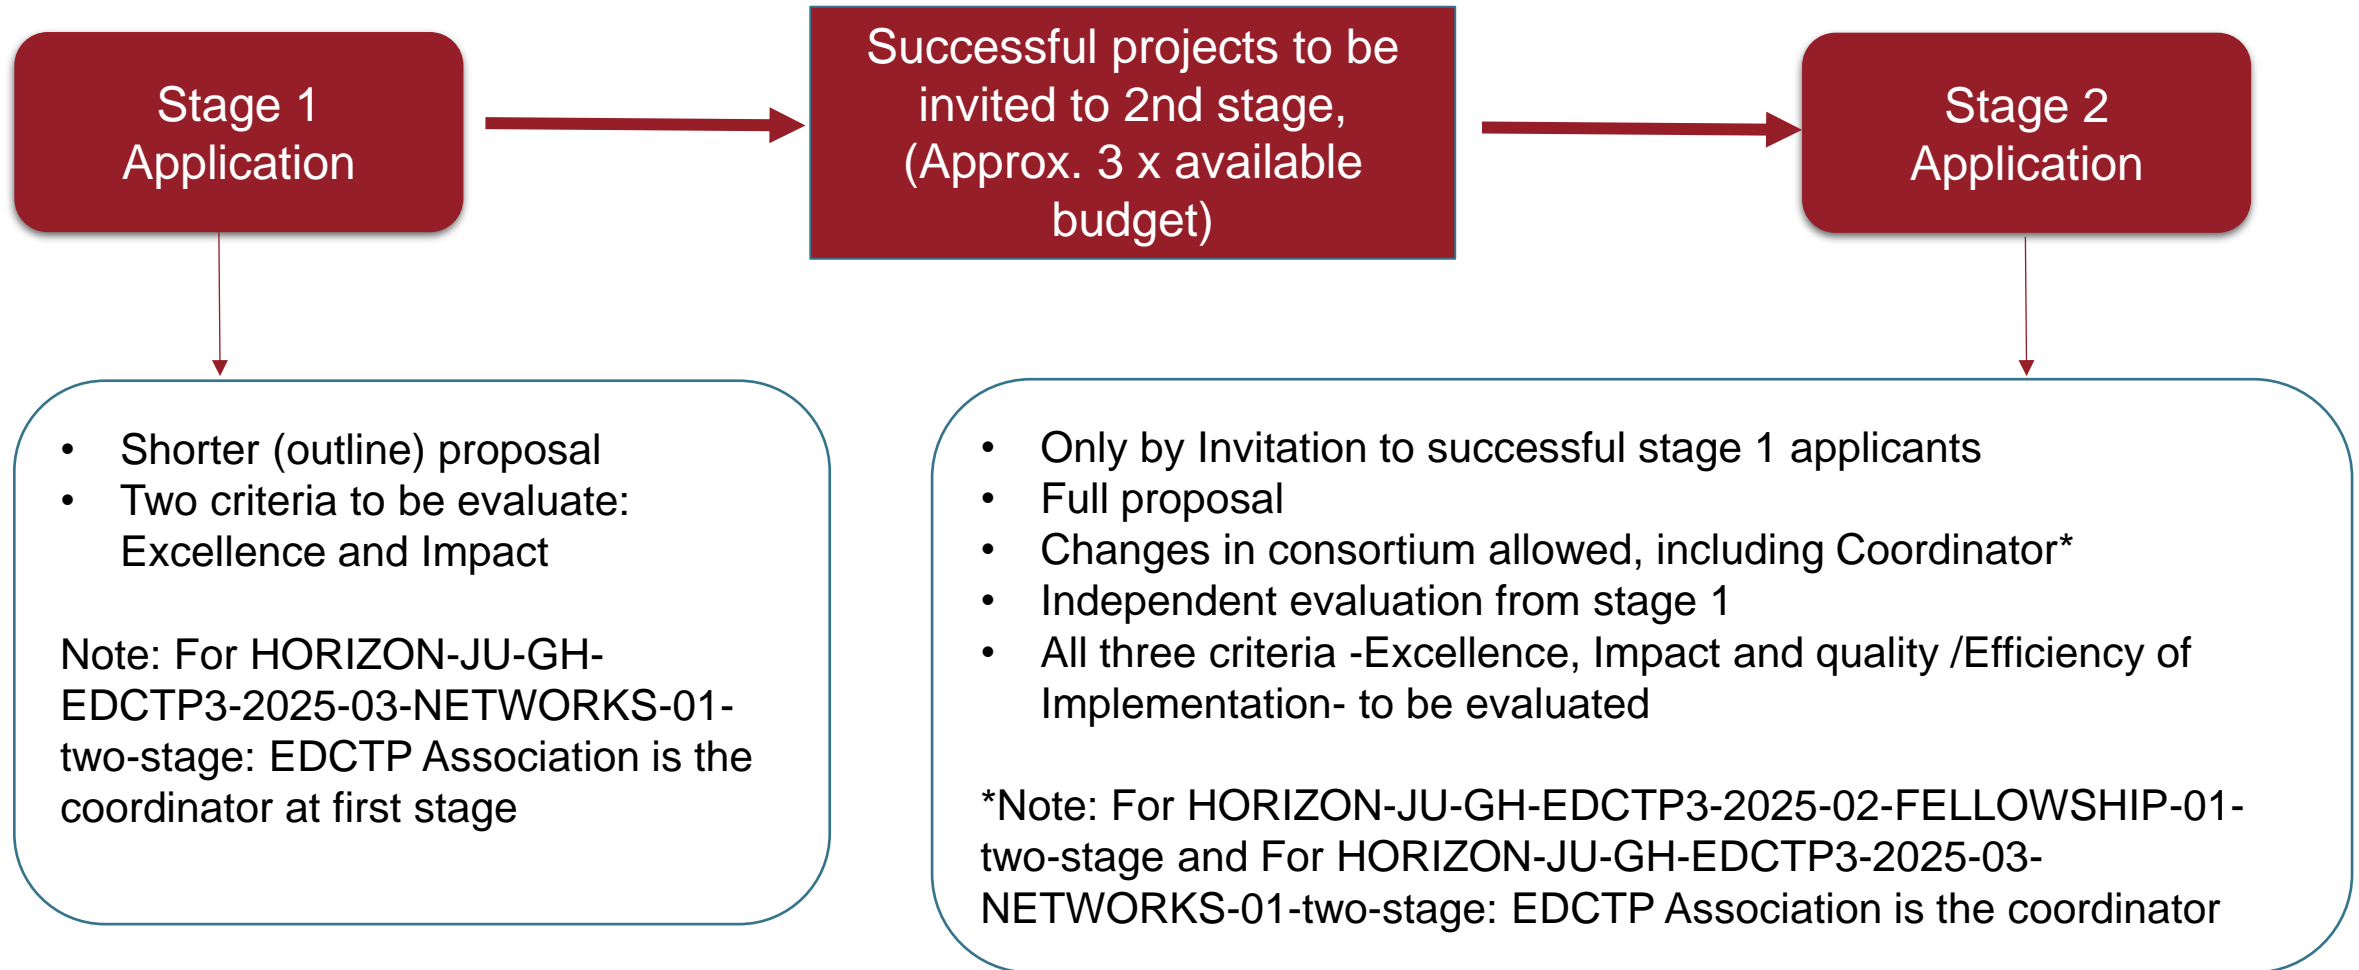 Stage 1
Application
Successful projects to be
invited to 2nd stage,
(Approx. 3 x available
budget)
Stage 2
Application
• Shorter (outline) proposal
• Two criteria to be evaluate:
Excellence and Impact
Note: For HORIZON-JU-GH-
EDCTP3-2025-03-NETWORKS-01-
two-stage: EDCTP Association is the
coordinator at first stage
• Only by Invitation to successful stage 1 applicants
• Full proposal
• Changes in consortium allowed, including Coordinator*
• Independent evaluation from stage 1
• All three criteria -Excellence, Impact and quality /Efficiency of
Implementation- to be evaluated
*Note: For HORIZON-JU-GH-EDCTP3-2025-02-FELLOWSHIP-01-
two-stage and For HORIZON-JU-GH-EDCTP3-2025-03-
NETWORKS-01-two-stage: EDCTP Association is the coordinator